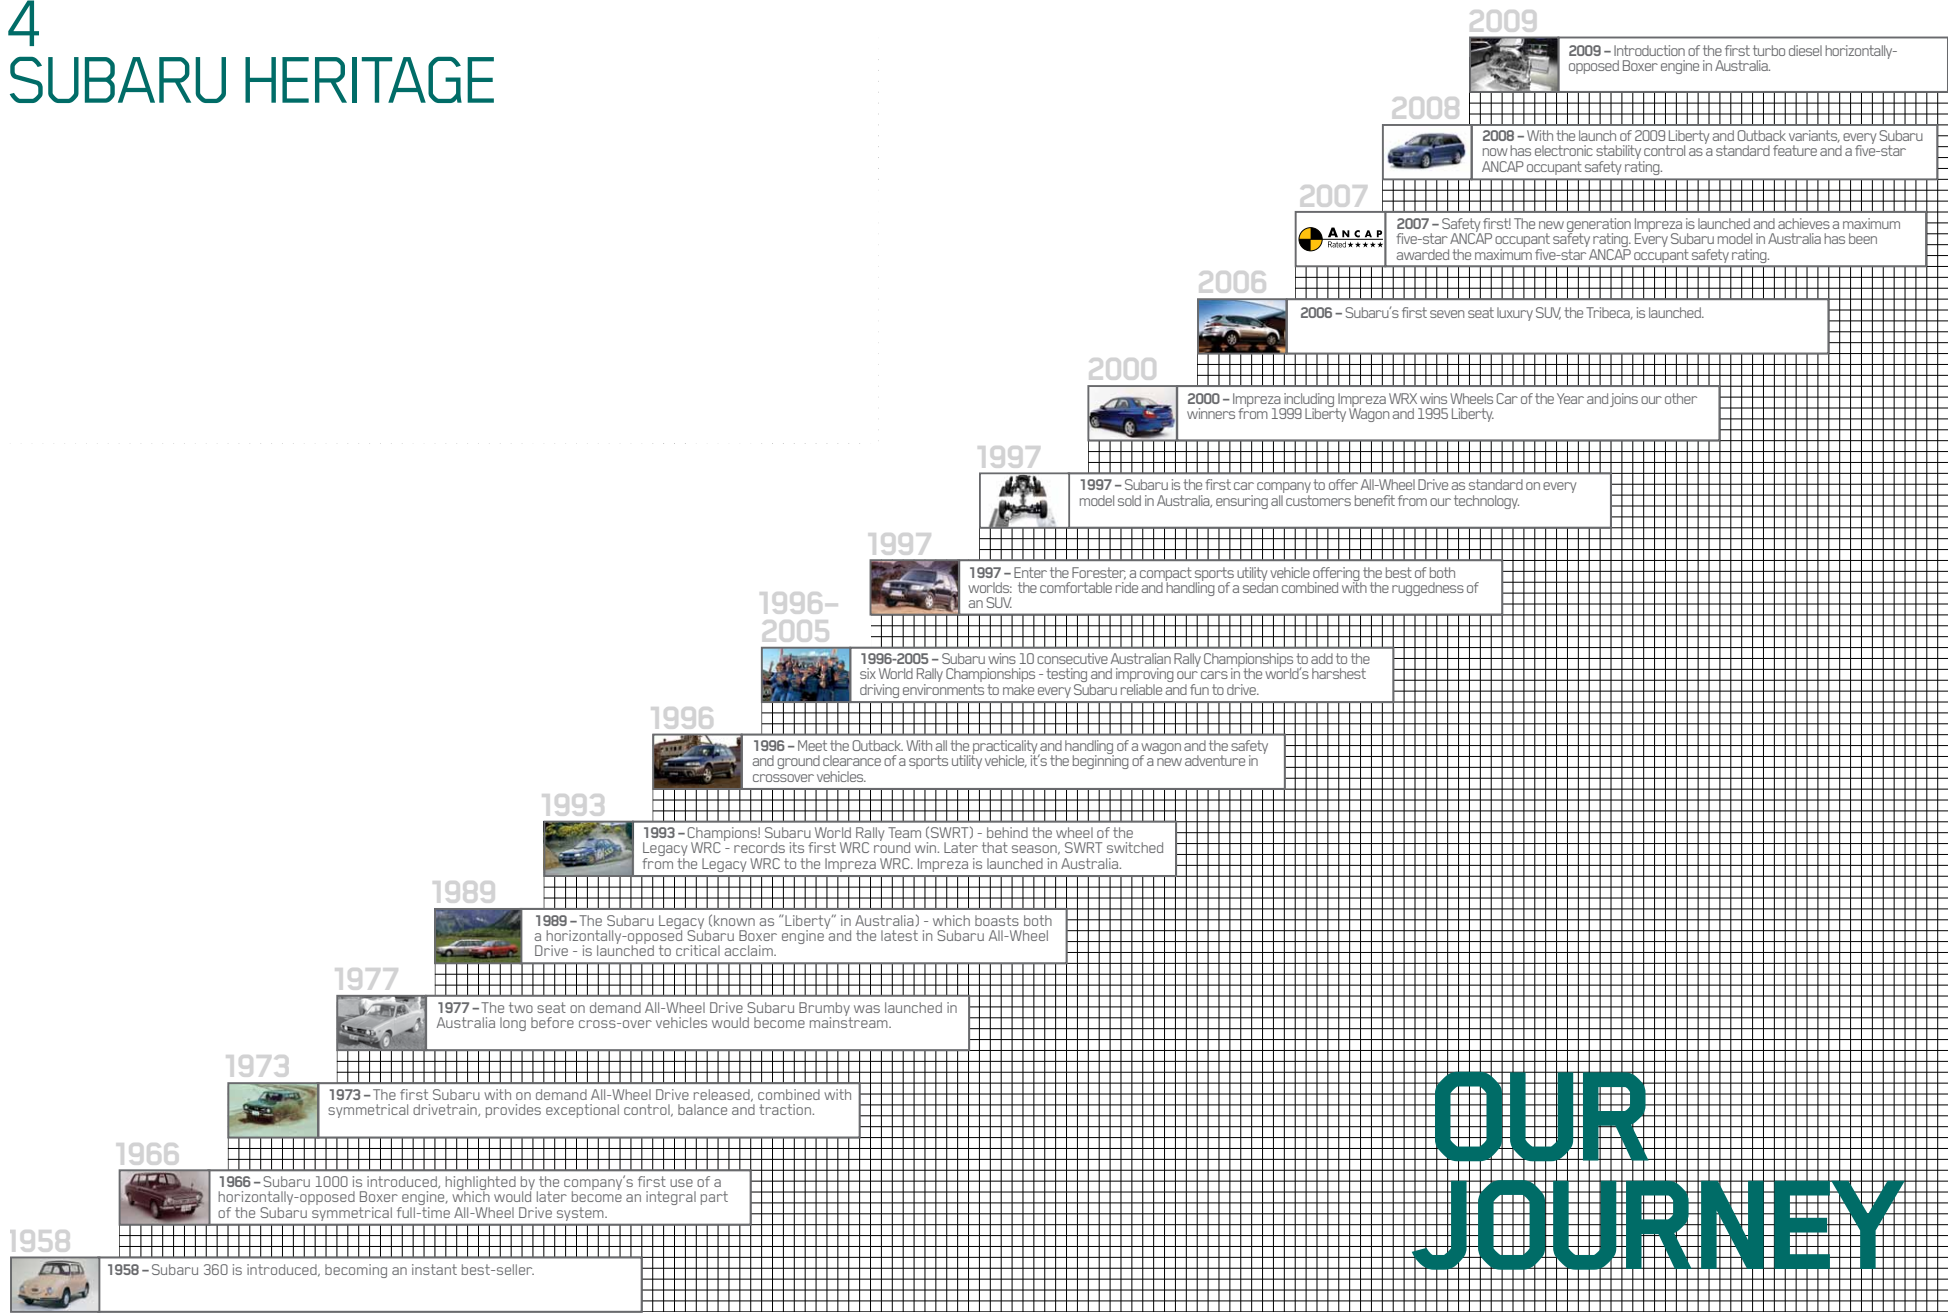 4
SUBARU HERITAGE
2009
2009 – Introduction of the first turbo diesel horizontally-
opposed Boxer engine in Australia.
2008
2008 – With the launch of 2009 Liberty and Outback variants, every Subaru
now has electronic stability control as a standard feature and a five-star
ANCAP occupant safety rating.
2007
ANCAP
Rated ★★★★★
2007 – Safety first! The new generation Impreza is launched and achieves a maximum
five-star ANCAP occupant safety rating. Every Subaru model in Australia has been
awarded the maximum five-star ANCAP occupant safety rating.
2006
2006 – Subaru's first seven seat luxury SUV, the Tribeca, is launched.
2000
2000 – Impreza including Impreza WRX wins Wheels Car of the Year and joins our other
winners from 1999 Liberty Wagon and 1995 Liberty.
1997
1997 – Subaru is the first car company to offer All-Wheel Drive as standard on every
model sold in Australia, ensuring all customers benefit from our technology.
1997
1997 – Enter the Forester, a compact sports utility vehicle offering the best of both
worlds: the comfortable ride and handling of a sedan combined with the ruggedness of
an SUV.
1996–
2005
1996-2005 – Subaru wins 10 consecutive Australian Rally Championships to add to the
six World Rally Championships - testing and improving our cars in the world's harshest
driving environments to make every Subaru reliable and fun to drive.
1996
1996 – Meet the Outback. With all the practicality and handling of a wagon and the safety
and ground clearance of a sports utility vehicle, it's the beginning of a new adventure in
crossover vehicles.
1993
1993 – Champions! Subaru World Rally Team (SWRT) - behind the wheel of the
Legacy WRC - records its first WRC round win. Later that season, SWRT switched
from the Legacy WRC to the Impreza WRC. Impreza is launched in Australia.
1989
1989 – The Subaru Legacy (known as "Liberty" in Australia) - which boasts both
a horizontally-opposed Subaru Boxer engine and the latest in Subaru All-Wheel
Drive - is launched to critical acclaim.
1977
1977 – The two seat on demand All-Wheel Drive Subaru Brumby was launched in
Australia long before cross-over vehicles would become mainstream.
1973
1973 – The first Subaru with on demand All-Wheel Drive released, combined with
symmetrical drivetrain, provides exceptional control, balance and traction.
1966
1966 – Subaru 1000 is introduced, highlighted by the company's first use of a
horizontally-opposed Boxer engine, which would later become an integral part
of the Subaru symmetrical full-time All-Wheel Drive system.
1958
1958 – Subaru 360 is introduced, becoming an instant best-seller.
OUR
JOURNEY